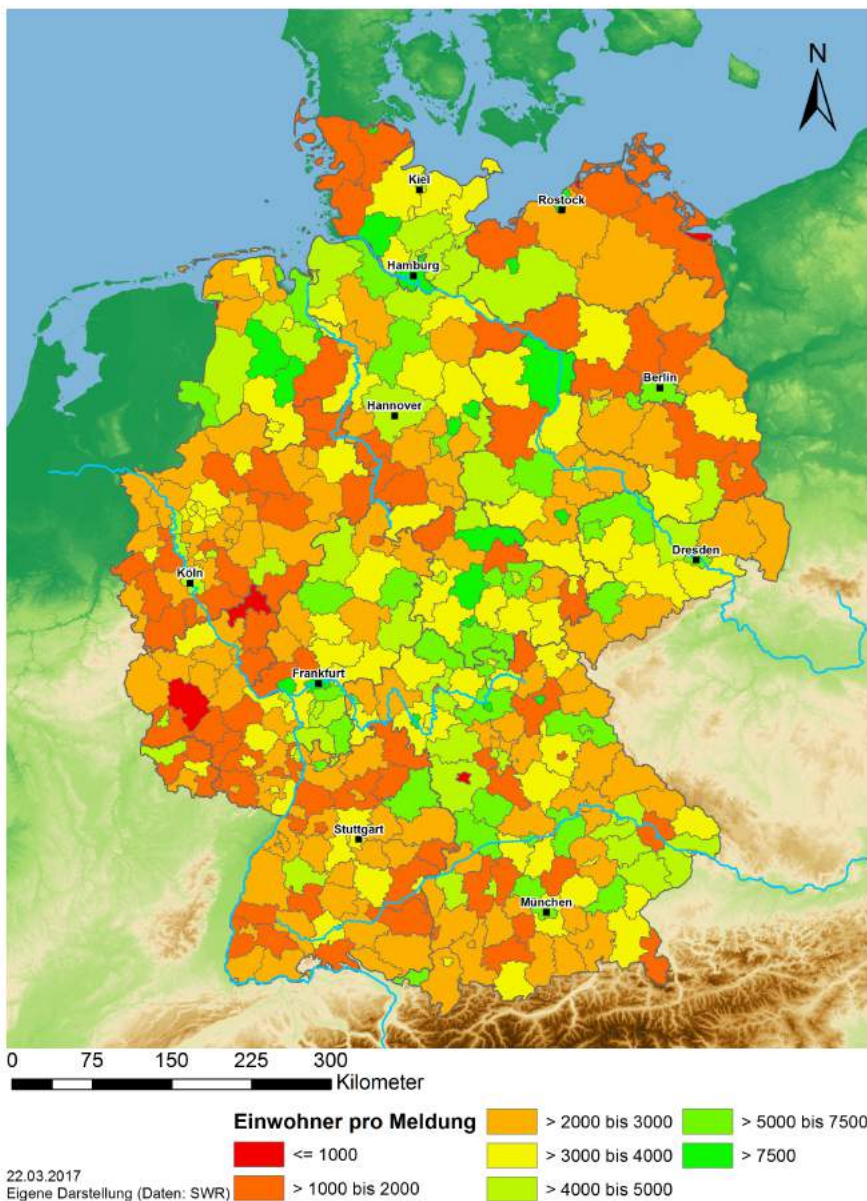 N
Kiel
Rostock
Hamburg
Berlin
Hannover
Dresden
Köln
Frankfurt
Stuttgart
München
0 75 150 225 300
Kilometer
Einwohner pro Meldung
<= 1000
> 1000 bis 2000
> 2000 bis 3000
> 3000 bis 4000
> 4000 bis 5000
> 5000 bis 7500
> 7500
22.03.2017
Eigene Darstellung (Daten: SWR)